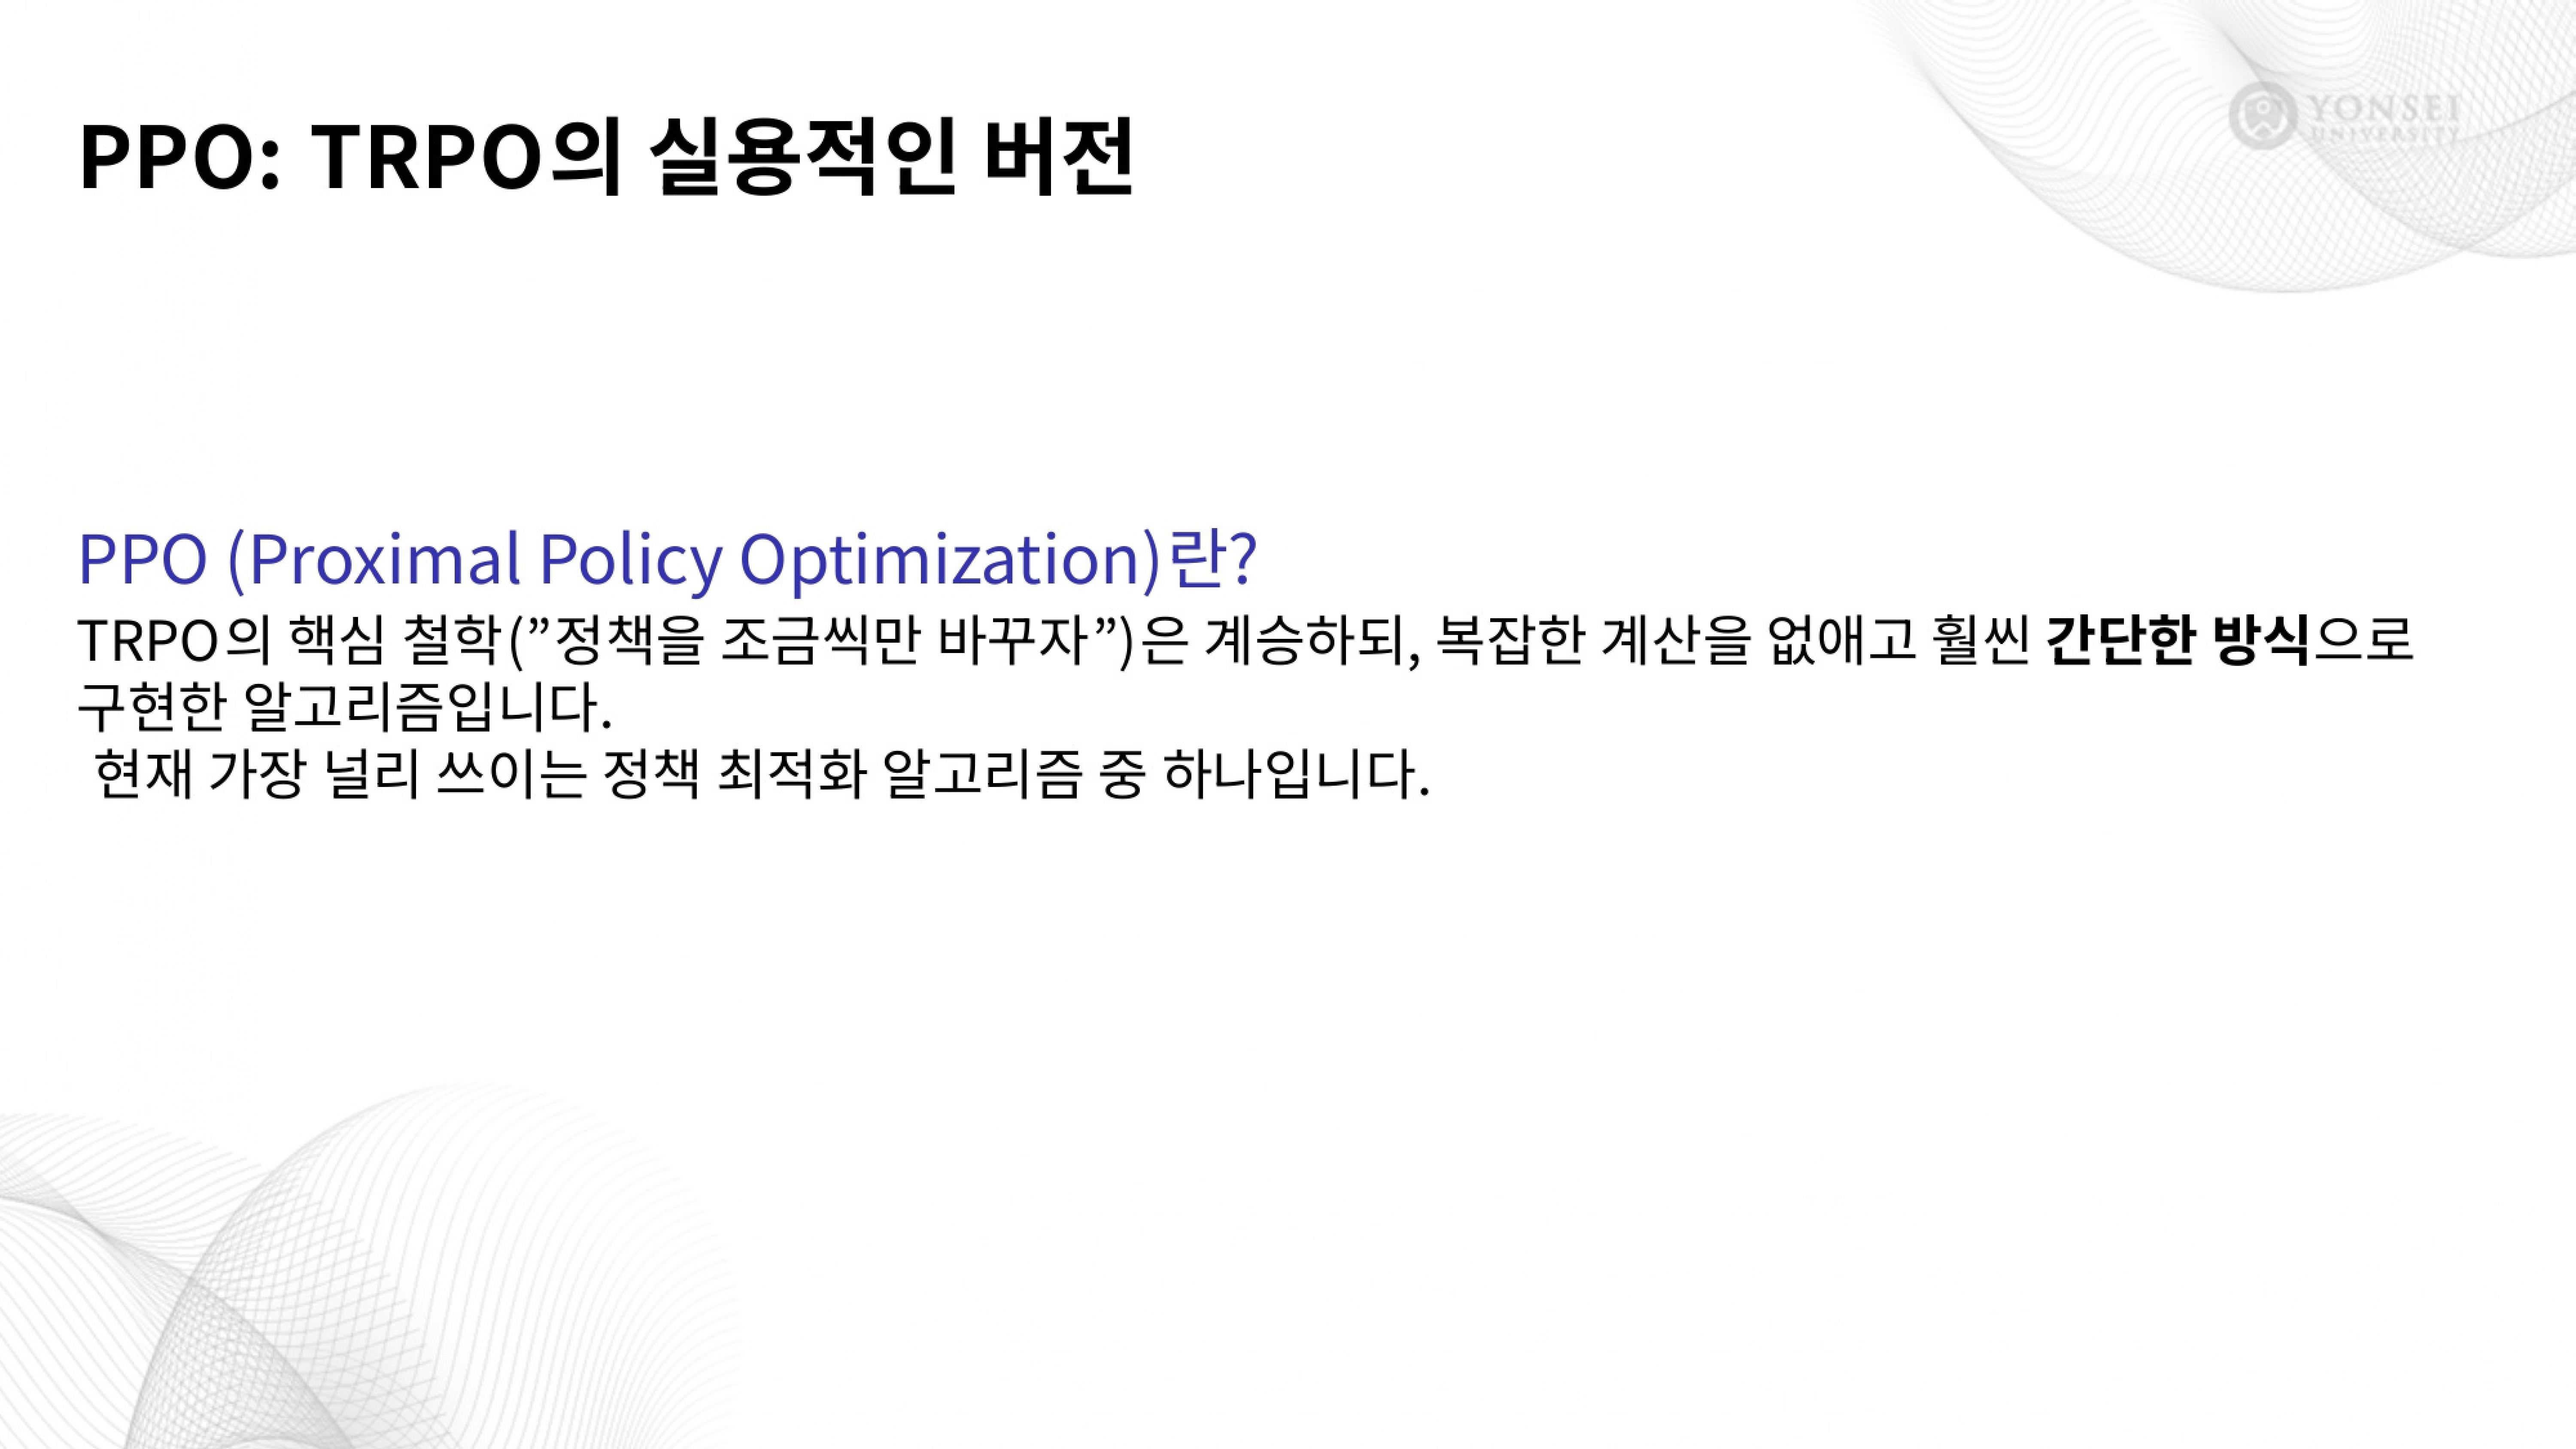 YONSEI
UNIVERSITY
PPO: TRPO의 실용적인 버전
PPO (Proximal Policy Optimization)란?
TRPO의 핵심 철학(”정책을 조금씩만 바꾸자”)은 계승하되, 복잡한 계산을 없애고 훨씬 간단한 방식으로
구현한 알고리즘입니다.
현재 가장 널리 쓰이는 정책 최적화 알고리즘 중 하나입니다.